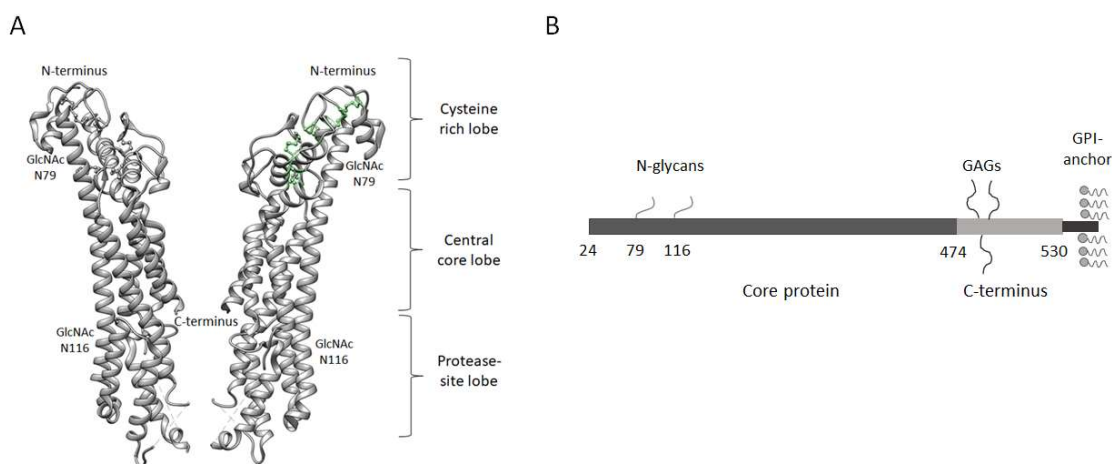 A
N-terminus
GlcNAc
N79
GlcNAc
N116
C-terminus
N-terminus
GlcNAc
N79
GlcNAc
N116
Cysteine
rich lobe
Central
core lobe
Protease-
site lobe
B
N-glycans
GAGs
GPI-
anchor
24
79
116
474
530
Core protein
C-terminus